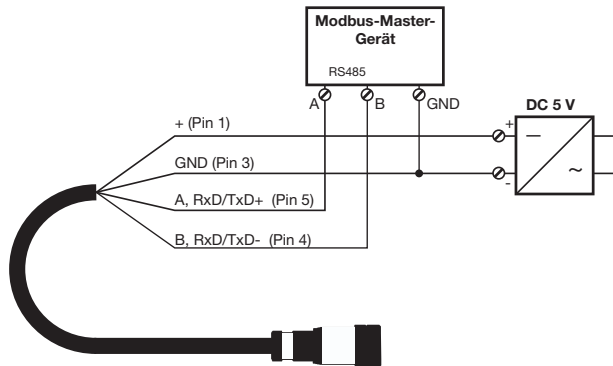 Modbus-Master-
Gerät
RS485
A
B
GND
DC 5 V
+ (Pin 1)
+
–
GND (Pin 3)
-
~
A, RxD/TxD+ (Pin 5)
B, RxD/TxD- (Pin 4)